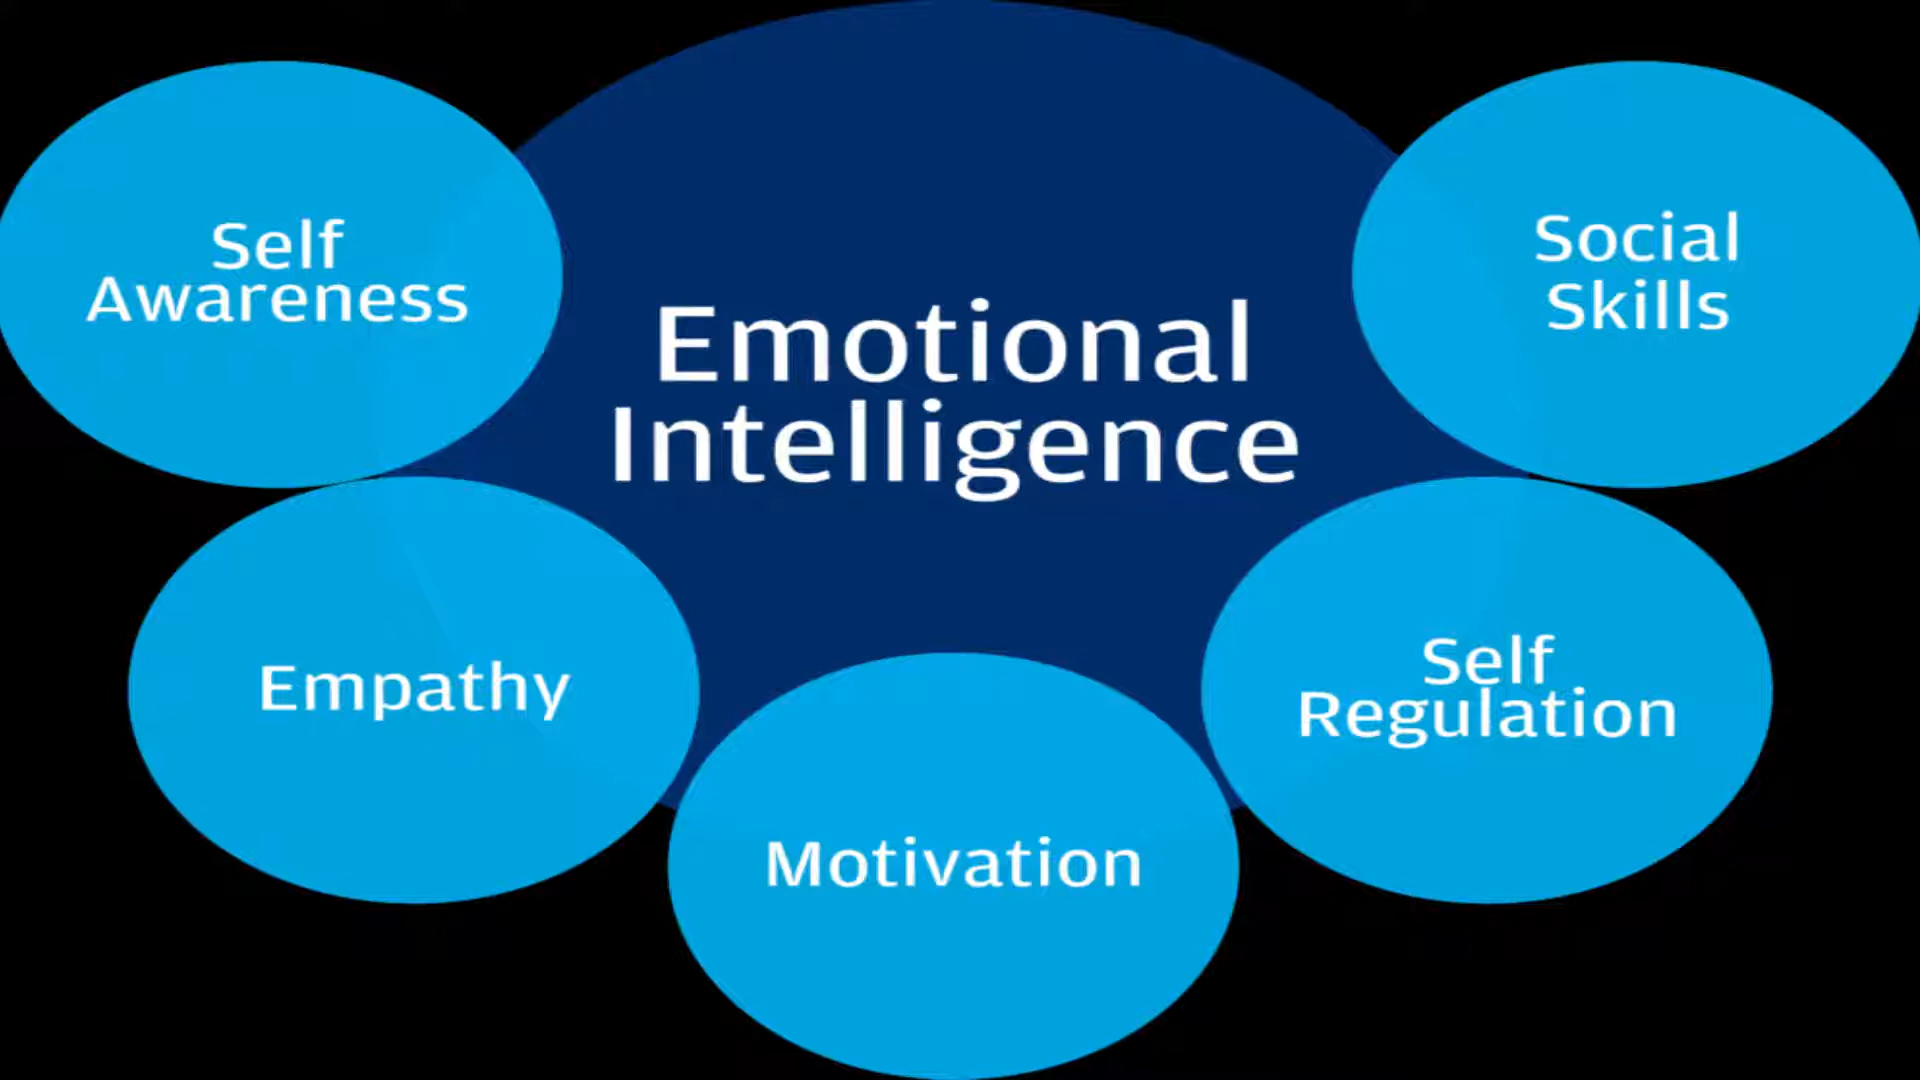 Self
Awareness
Emotional
Intelligence
Social
Skills
Empathy
Motivation
Self
Regulation